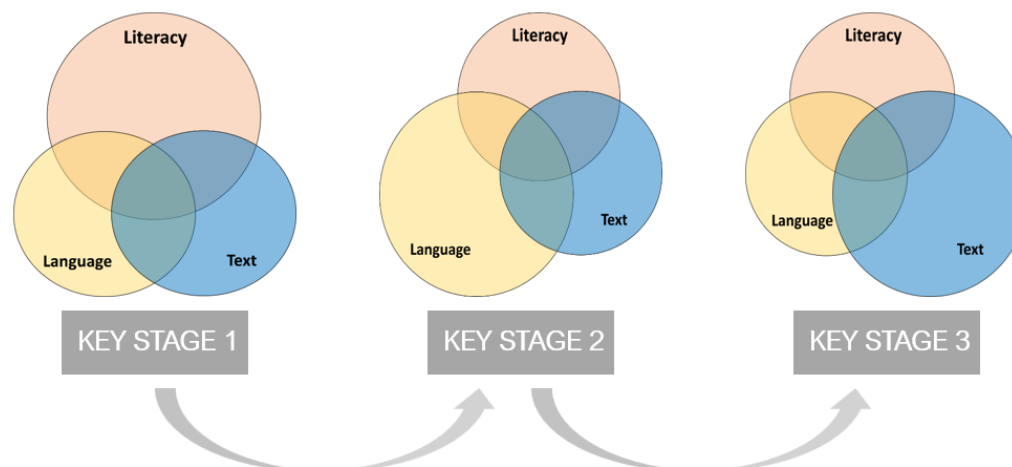 Literacy
Language
Text
KEY STAGE 1
Literacy
Language
Text
KEY STAGE 2
Literacy
Language
Text
KEY STAGE 3